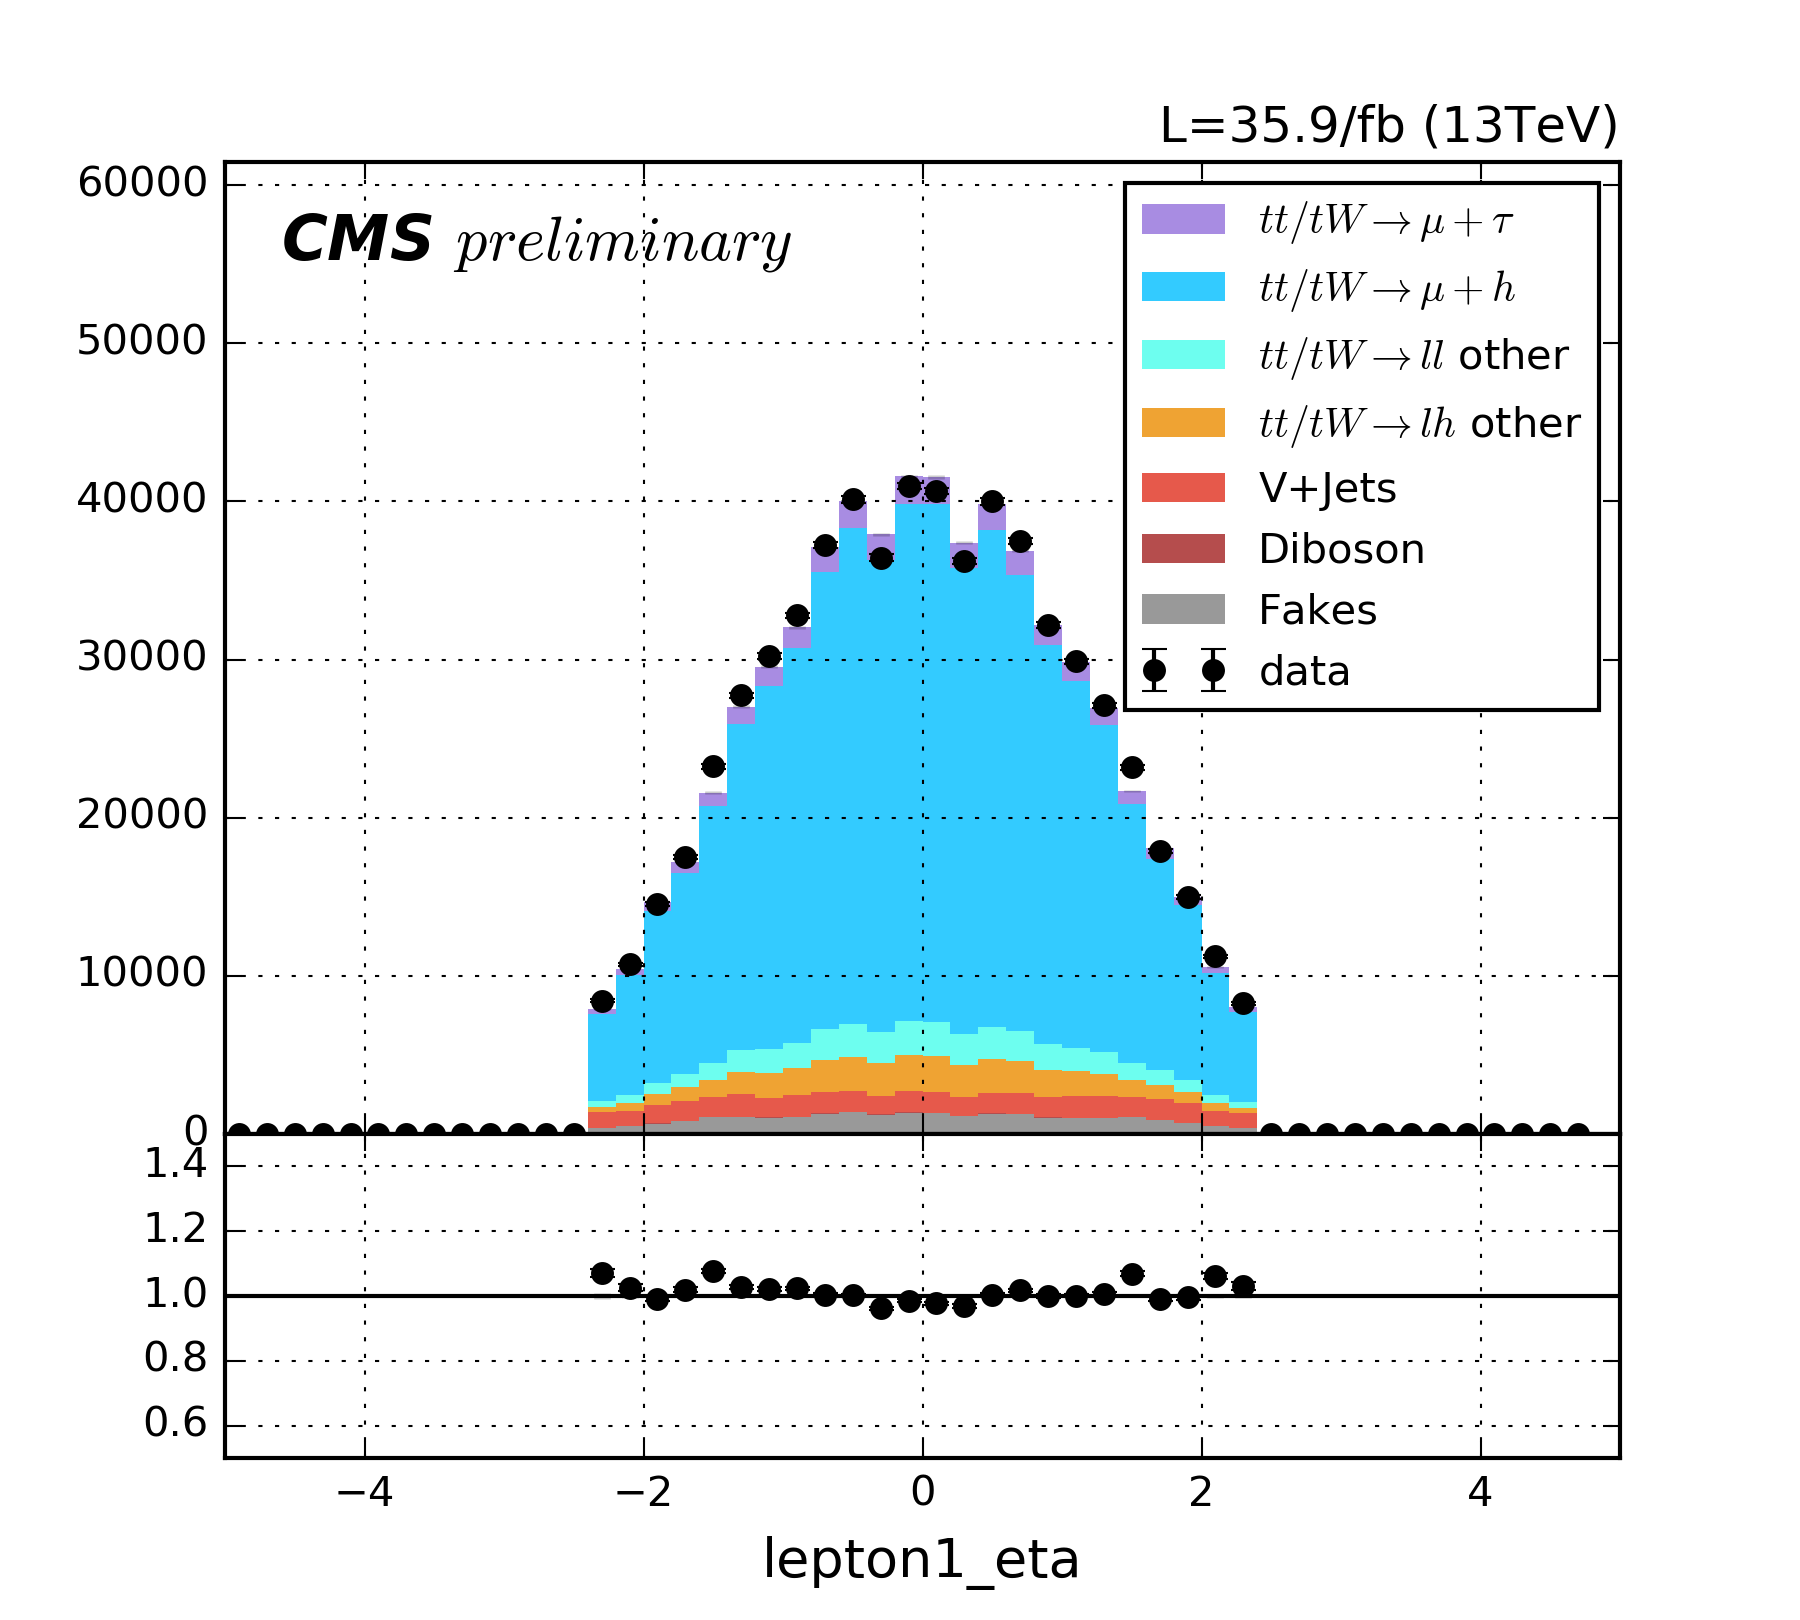 L=35.9/fb (13TeV)
CMS preliminary
60000
50000
40000
30000
20000
10000
0
tt/tW→μ+τ
tt/tW→μ+h
tt/tW→ll other
tt/tW→lh other
V+Jets
Diboson
Fakes
data
1.4
1.2
1.0
0.8
0.6
−4 −2 0 2 4
lepton1_eta